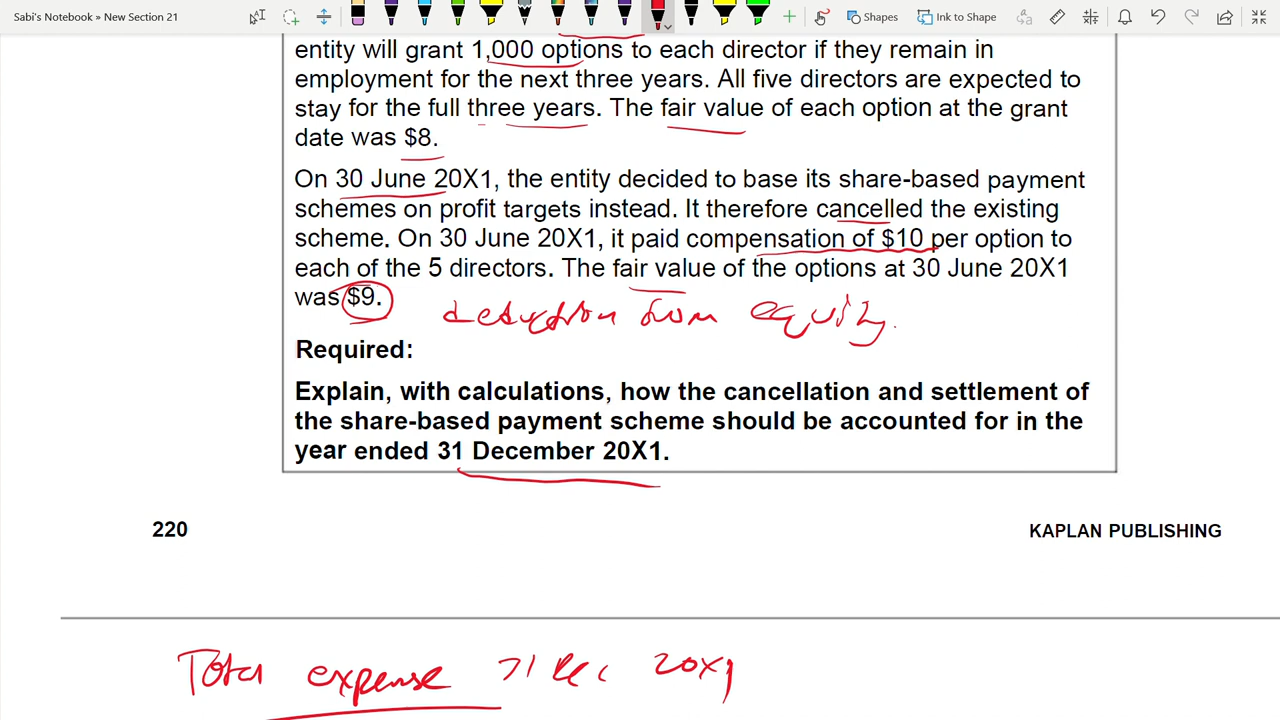 Sabi's Notebook » New Section 21
Shapes
Ink to Shape
entity will grant 1,000 options to each director if they remain in
employment for the next three years. All five directors are expected to
stay for the full three years. The fair value of each option at the grant
date was $8.
On 30 June 20X1, the entity decided to base its share-based payment
schemes on profit targets instead. It therefore cancelled the existing
scheme. On 30 June 20X1, it paid compensation of $10 per option to
each of the 5 directors. The fair value of the options at 30 June 20X1
was $9.
deduction from equity.
Required:
Explain, with calculations, how the cancellation and settlement of
the share-based payment scheme should be accounted for in the
year ended 31 December 20X1.
220
KAPLAN PUBLISHING
Total expense 31 Dec 20X1